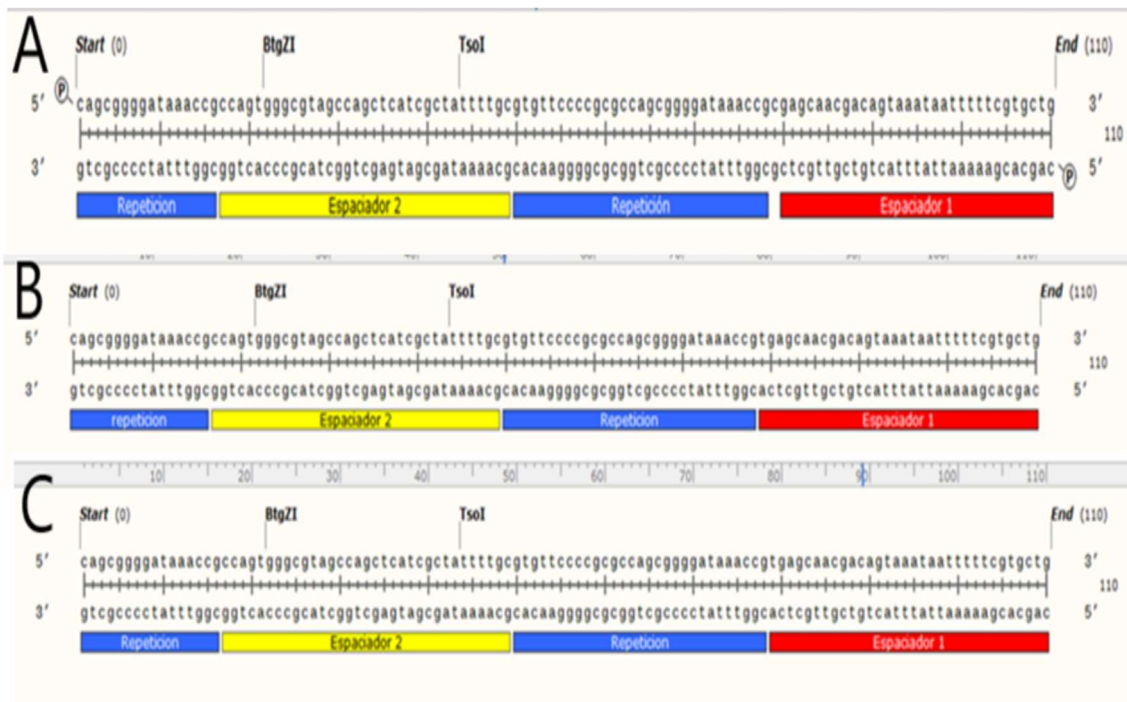 A
Start (0) BtgZI TsoI End (110)
5' P cagcggggataaaccgccagtgggcgtagccagctcatcgctattttgcgtgttccccgcgccagcggggataaaccgcgagcaacgacagtaaataatttttcgtgctg 3'
110
3' gtcgcccctatttggcggtcacccgcatcggtcgagtagcgataaaacgcacaaggggcgcggtcgcccctatttggcgctcgttgctgtcatttattaaaaagcacgac P 5'
Repeticion Espaciador 2 Repetición Espaciador 1
B
Start (0) BtgZI TsoI End (110)
5' cagcggggataaaccgccagtgggcgtagccagctcatcgctattttgcgtgttccccgcgccagcggggataaaccgtgagcaacgacagtaaataatttttcgtgctg 3'
110
3' gtcgcccctatttggcggtcacccgcatcggtcgagtagcgataaaacgcacaaggggcgcggtcgcccctatttggcactcgttgctgtcatttattaaaaagcacgac 5'
repeticion Espaciador 2 Repeticion Espaciador 1
10 20 30 40 50 60 70 80 90 100 110
C
Start (0) BtgZI TsoI End (110)
5' cagcggggataaaccgccagtgggcgtagccagctcatcgctattttgcgtgttccccgcgccagcggggataaaccgtgagcaacgacagtaaataatttttcgtgctg 3'
110
3' gtcgcccctatttggcggtcacccgcatcggtcgagtagcgataaaacgcacaaggggcgcggtcgcccctatttggcactcgttgctgtcatttattaaaaagcacgac 5'
Repeticion Espaciador 2 Repeticion Espaciador 1